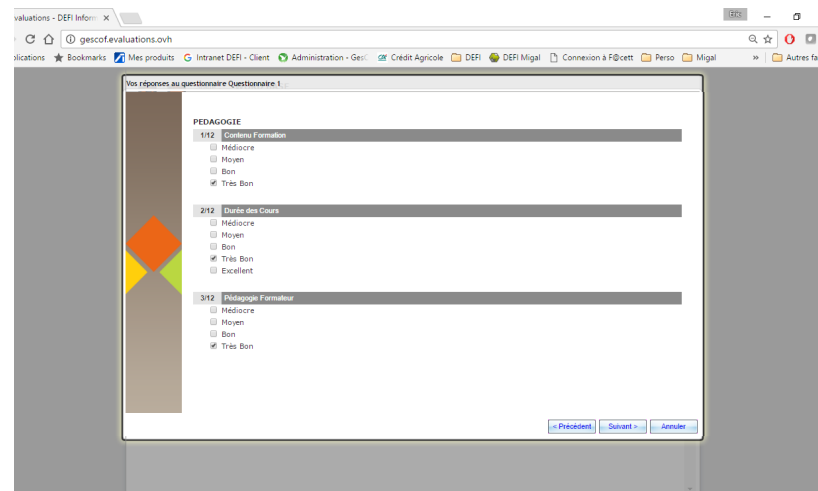 valuations - DEFI Inform
Eric
gescof.evaluations.ovh
plications Bookmarks Mes produits Intranet DEFI - Client Administration - Ges Crédit Agricole DEFI DEFI Migal Connexion à F@cett Perso Migal » Autres fa
Vos réponses au questionnaire Questionnaire 1
PEDAGOGIE
1/12 Contenu Formation
Médiocre
Moyen
Bon
Très Bon
2/12 Durée des Cours
Médiocre
Moyen
Bon
Très Bon
Excellent
3/12 Pédagogie Formateur
Médiocre
Moyen
Bon
Très Bon
< Précédent Suivant > Annuler